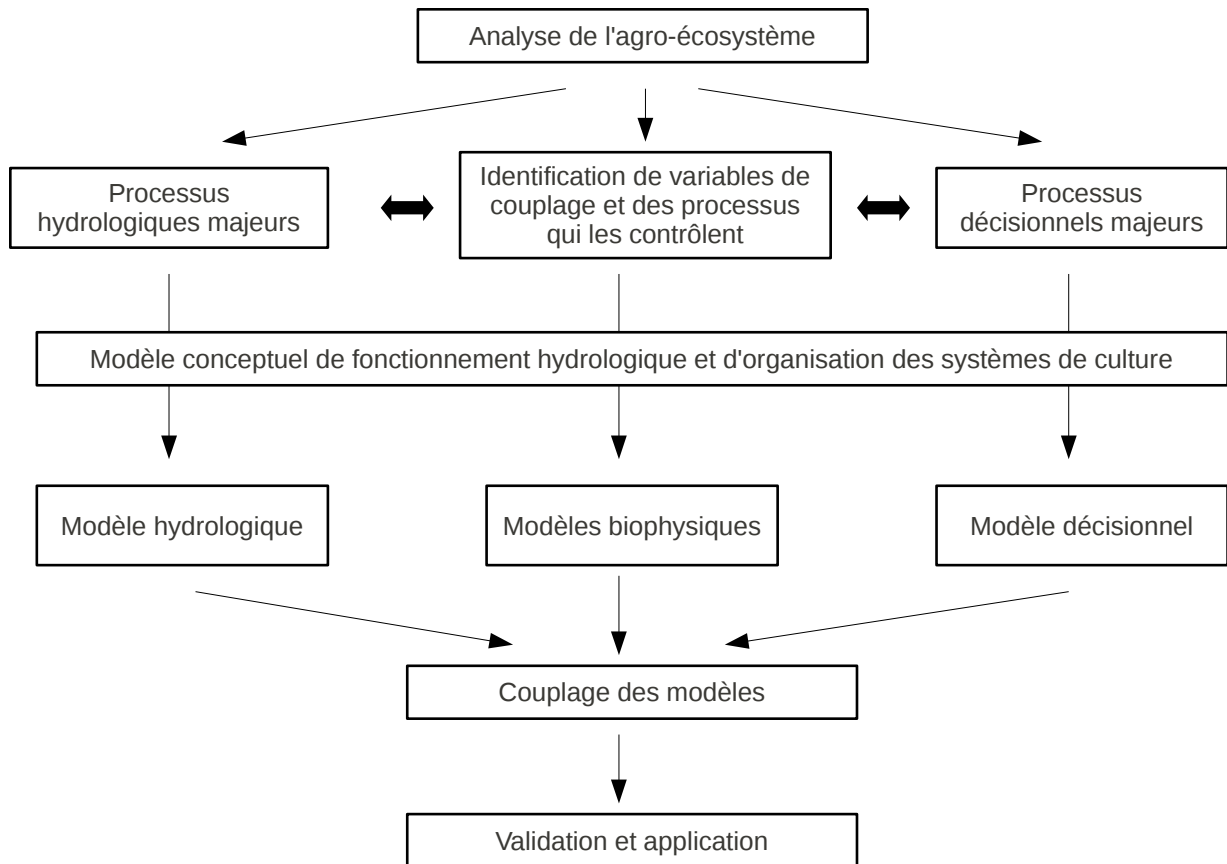 Analyse de l'agro-écosystème
Processus
hydrologiques majeurs
Identification de variables de
couplage et des processus
qui les contrôlent
Processus
décisionnels majeurs
Modèle conceptuel de fonctionnement hydrologique et d'organisation des systèmes de culture
Modèle hydrologique
Modèles biophysiques
Modèle décisionnel
Couplage des modèles
Validation et application